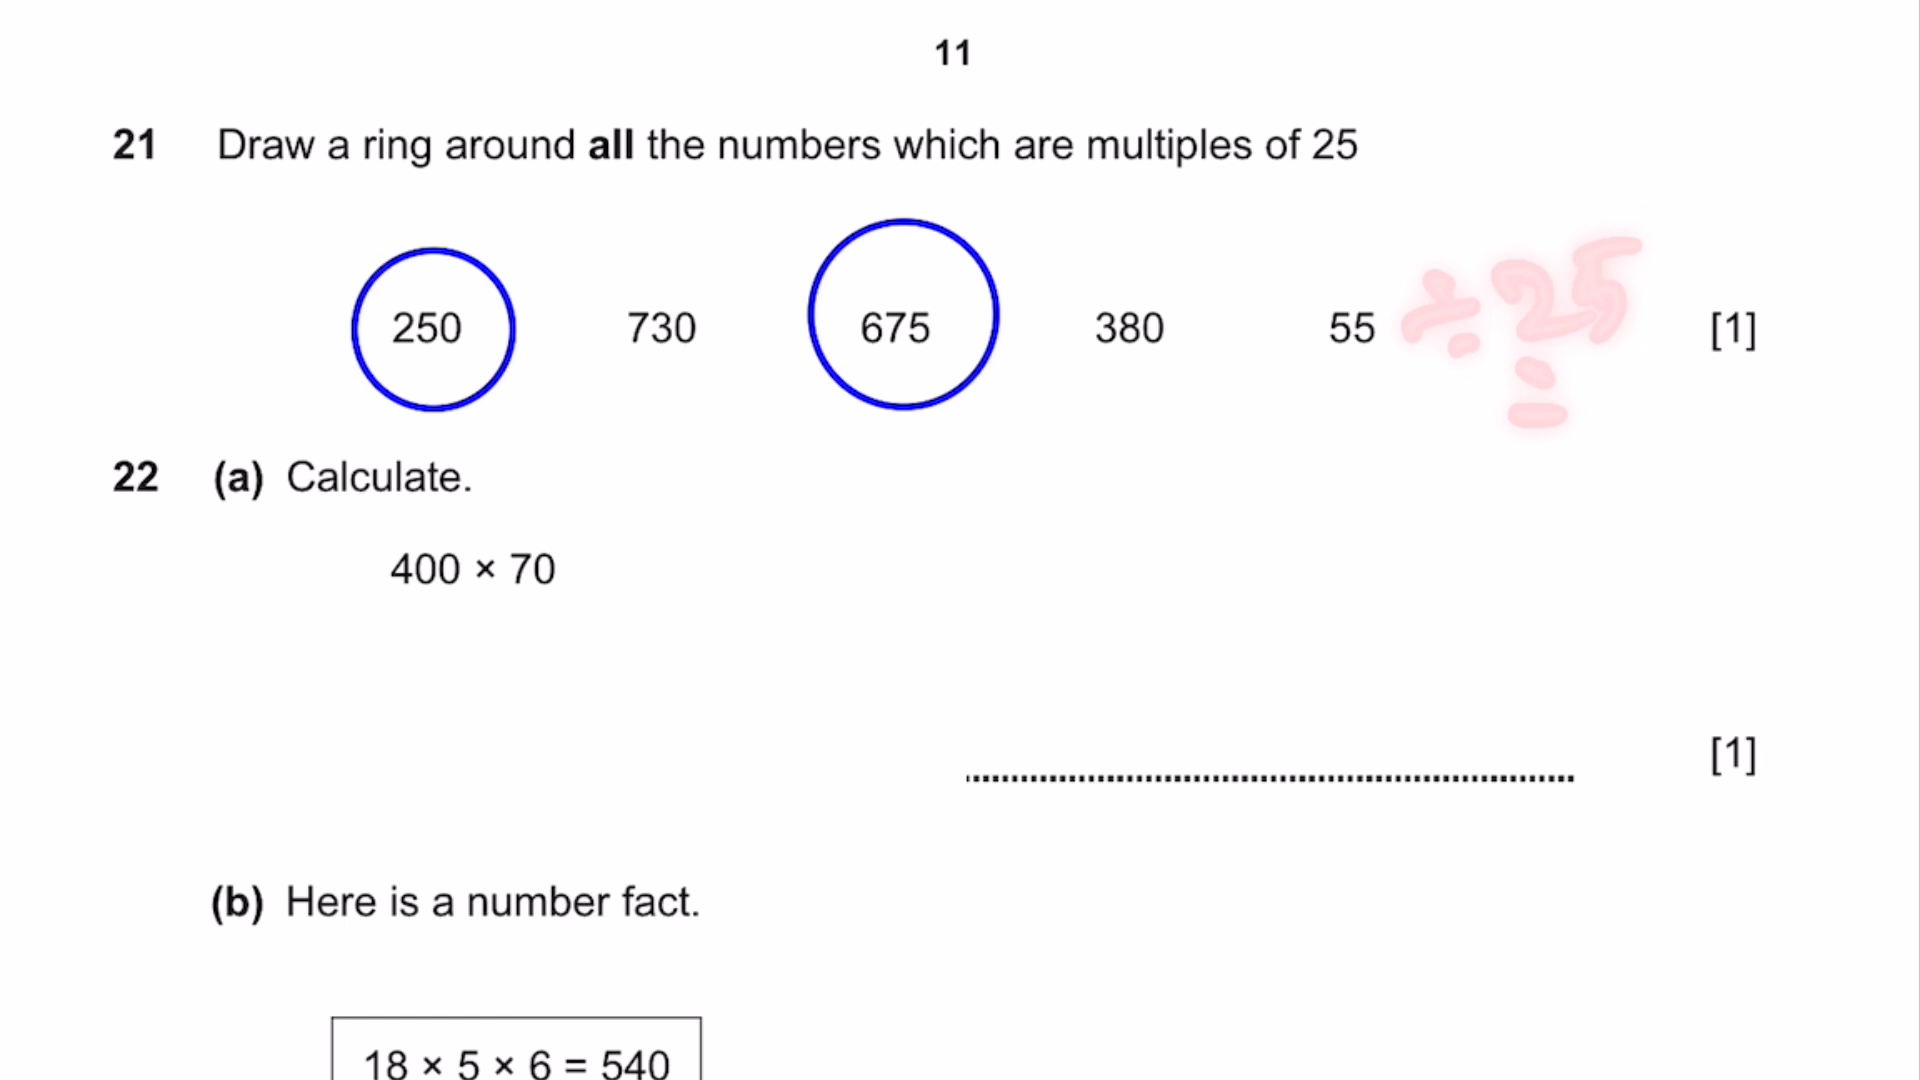 11
21 Draw a ring around all the numbers which are multiples of 25
250 730 675 380 55 ÷ 25 [1]
=
22 (a) Calculate.
400 × 70
[1]
(b) Here is a number fact.
18 × 5 × 6 = 540